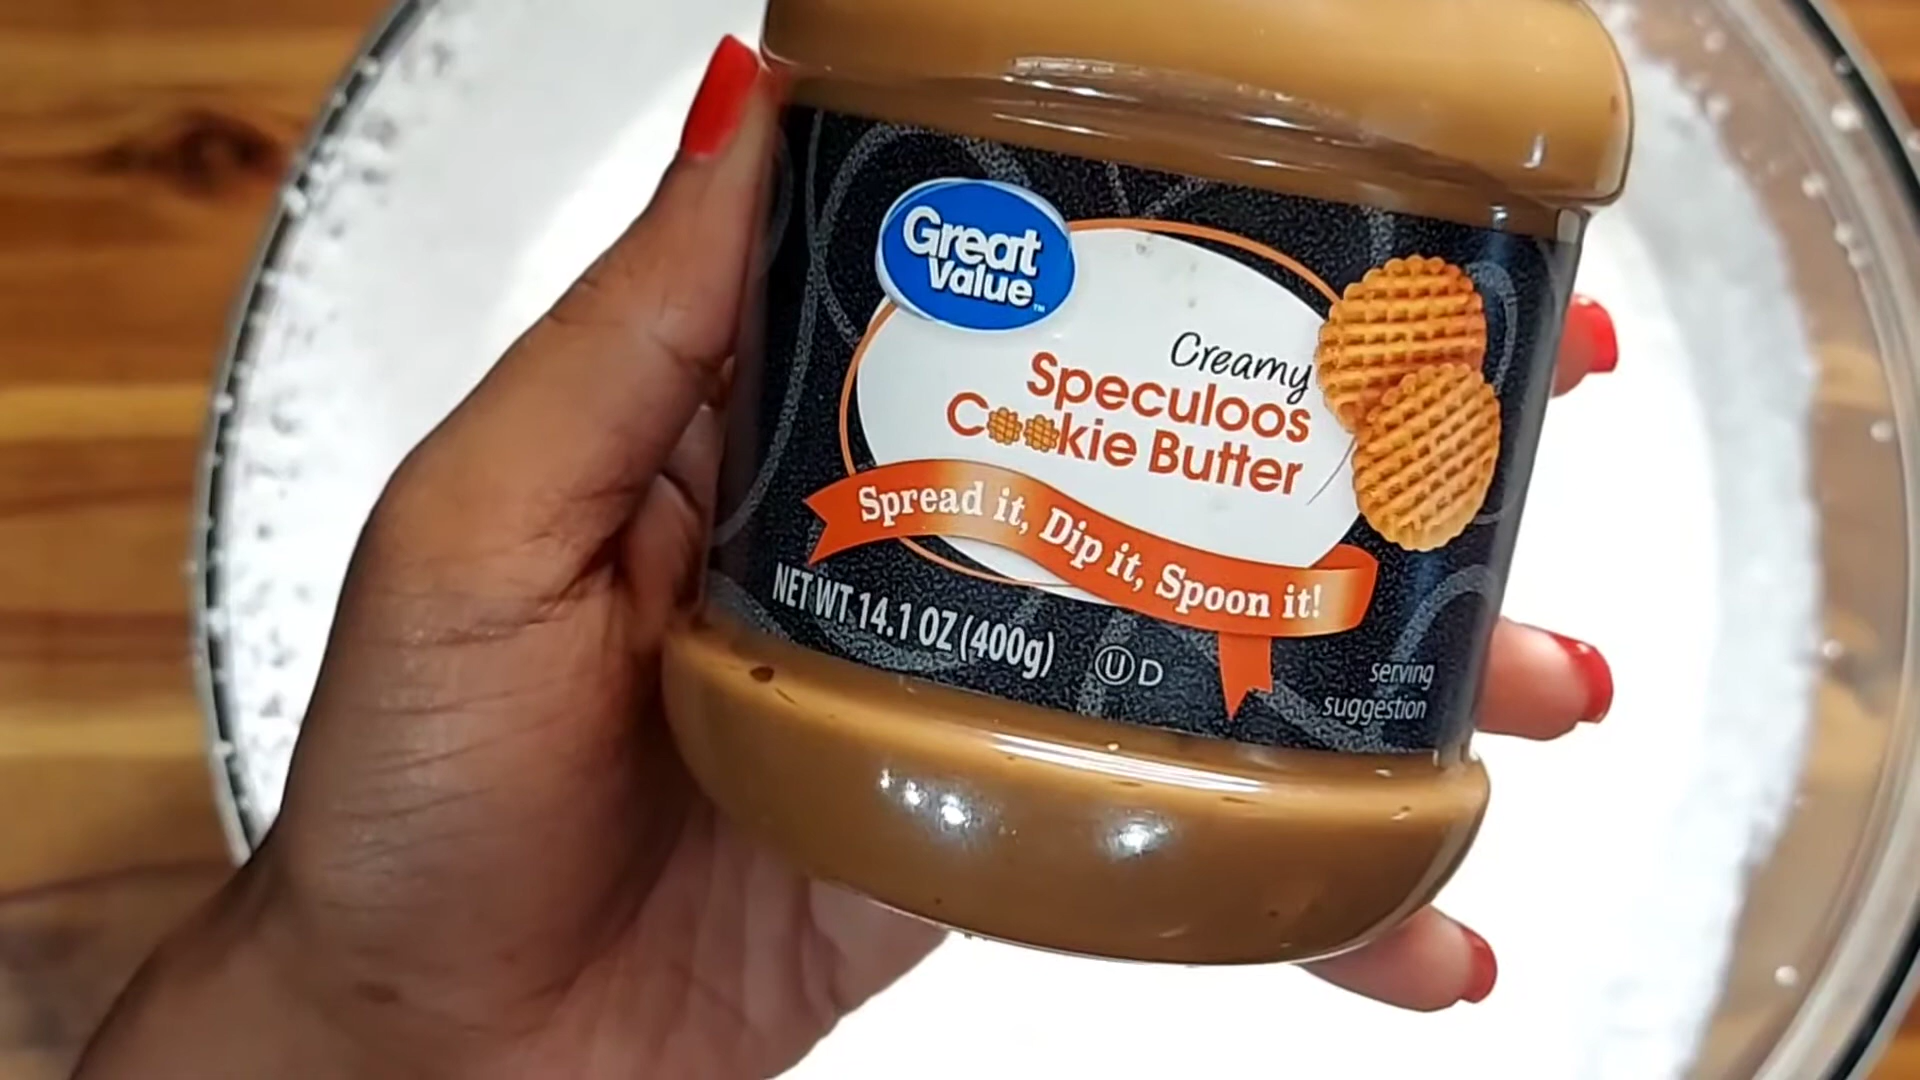 Great
Value™
Creamy
Speculoos
Cookie Butter
Spread it, Dip it, Spoon it!
NET WT 14.1 OZ (400g)
Ⓤ D
serving
suggestion